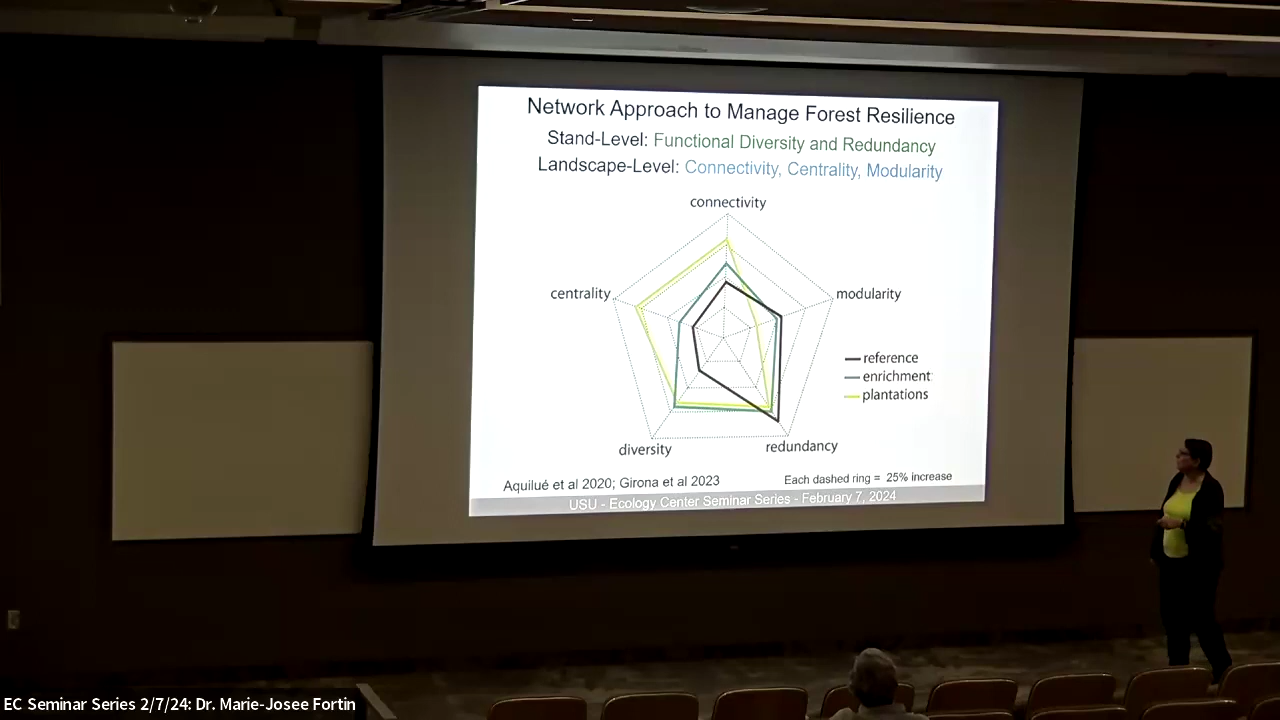 Network Approach to Manage Forest Resilience
Stand-Level: Functional Diversity and Redundancy
Landscape-Level: Connectivity, Centrality, Modularity
connectivity
centrality
modularity
reference
enrichment
plantations
diversity
redundancy
Aquilué et al 2020; Girona et al 2023
Each dashed ring = 25% increase
USU - Ecology Center Seminar Series - February 7, 2024
EC Seminar Series 2/7/24: Dr. Marie-Josee Fortin